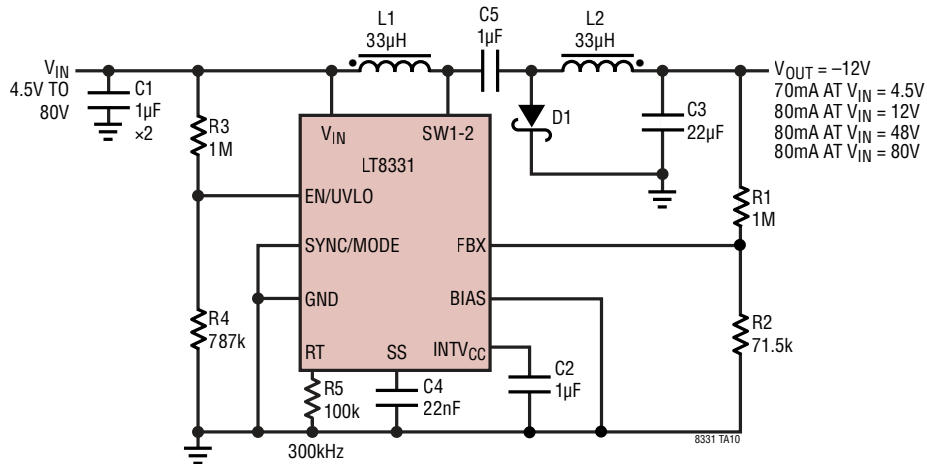 L1
33µH
C5
1µF
L2
33µH
V_IN
4.5V TO
80V
C1
1µF
×2
R3
1M
V_IN
SW1-2
LT8331
D1
C3
22µF
V_OUT = –12V
70mA AT V_IN = 4.5V
80mA AT V_IN = 12V
80mA AT V_IN = 48V
80mA AT V_IN = 80V
EN/UVLO
R1
1M
SYNC/MODE
FBX
GND
BIAS
R4
787k
R2
71.5k
RT
SS
INTV_CC
R5
100k
C4
22nF
C2
1µF
300kHz
8331 TA10